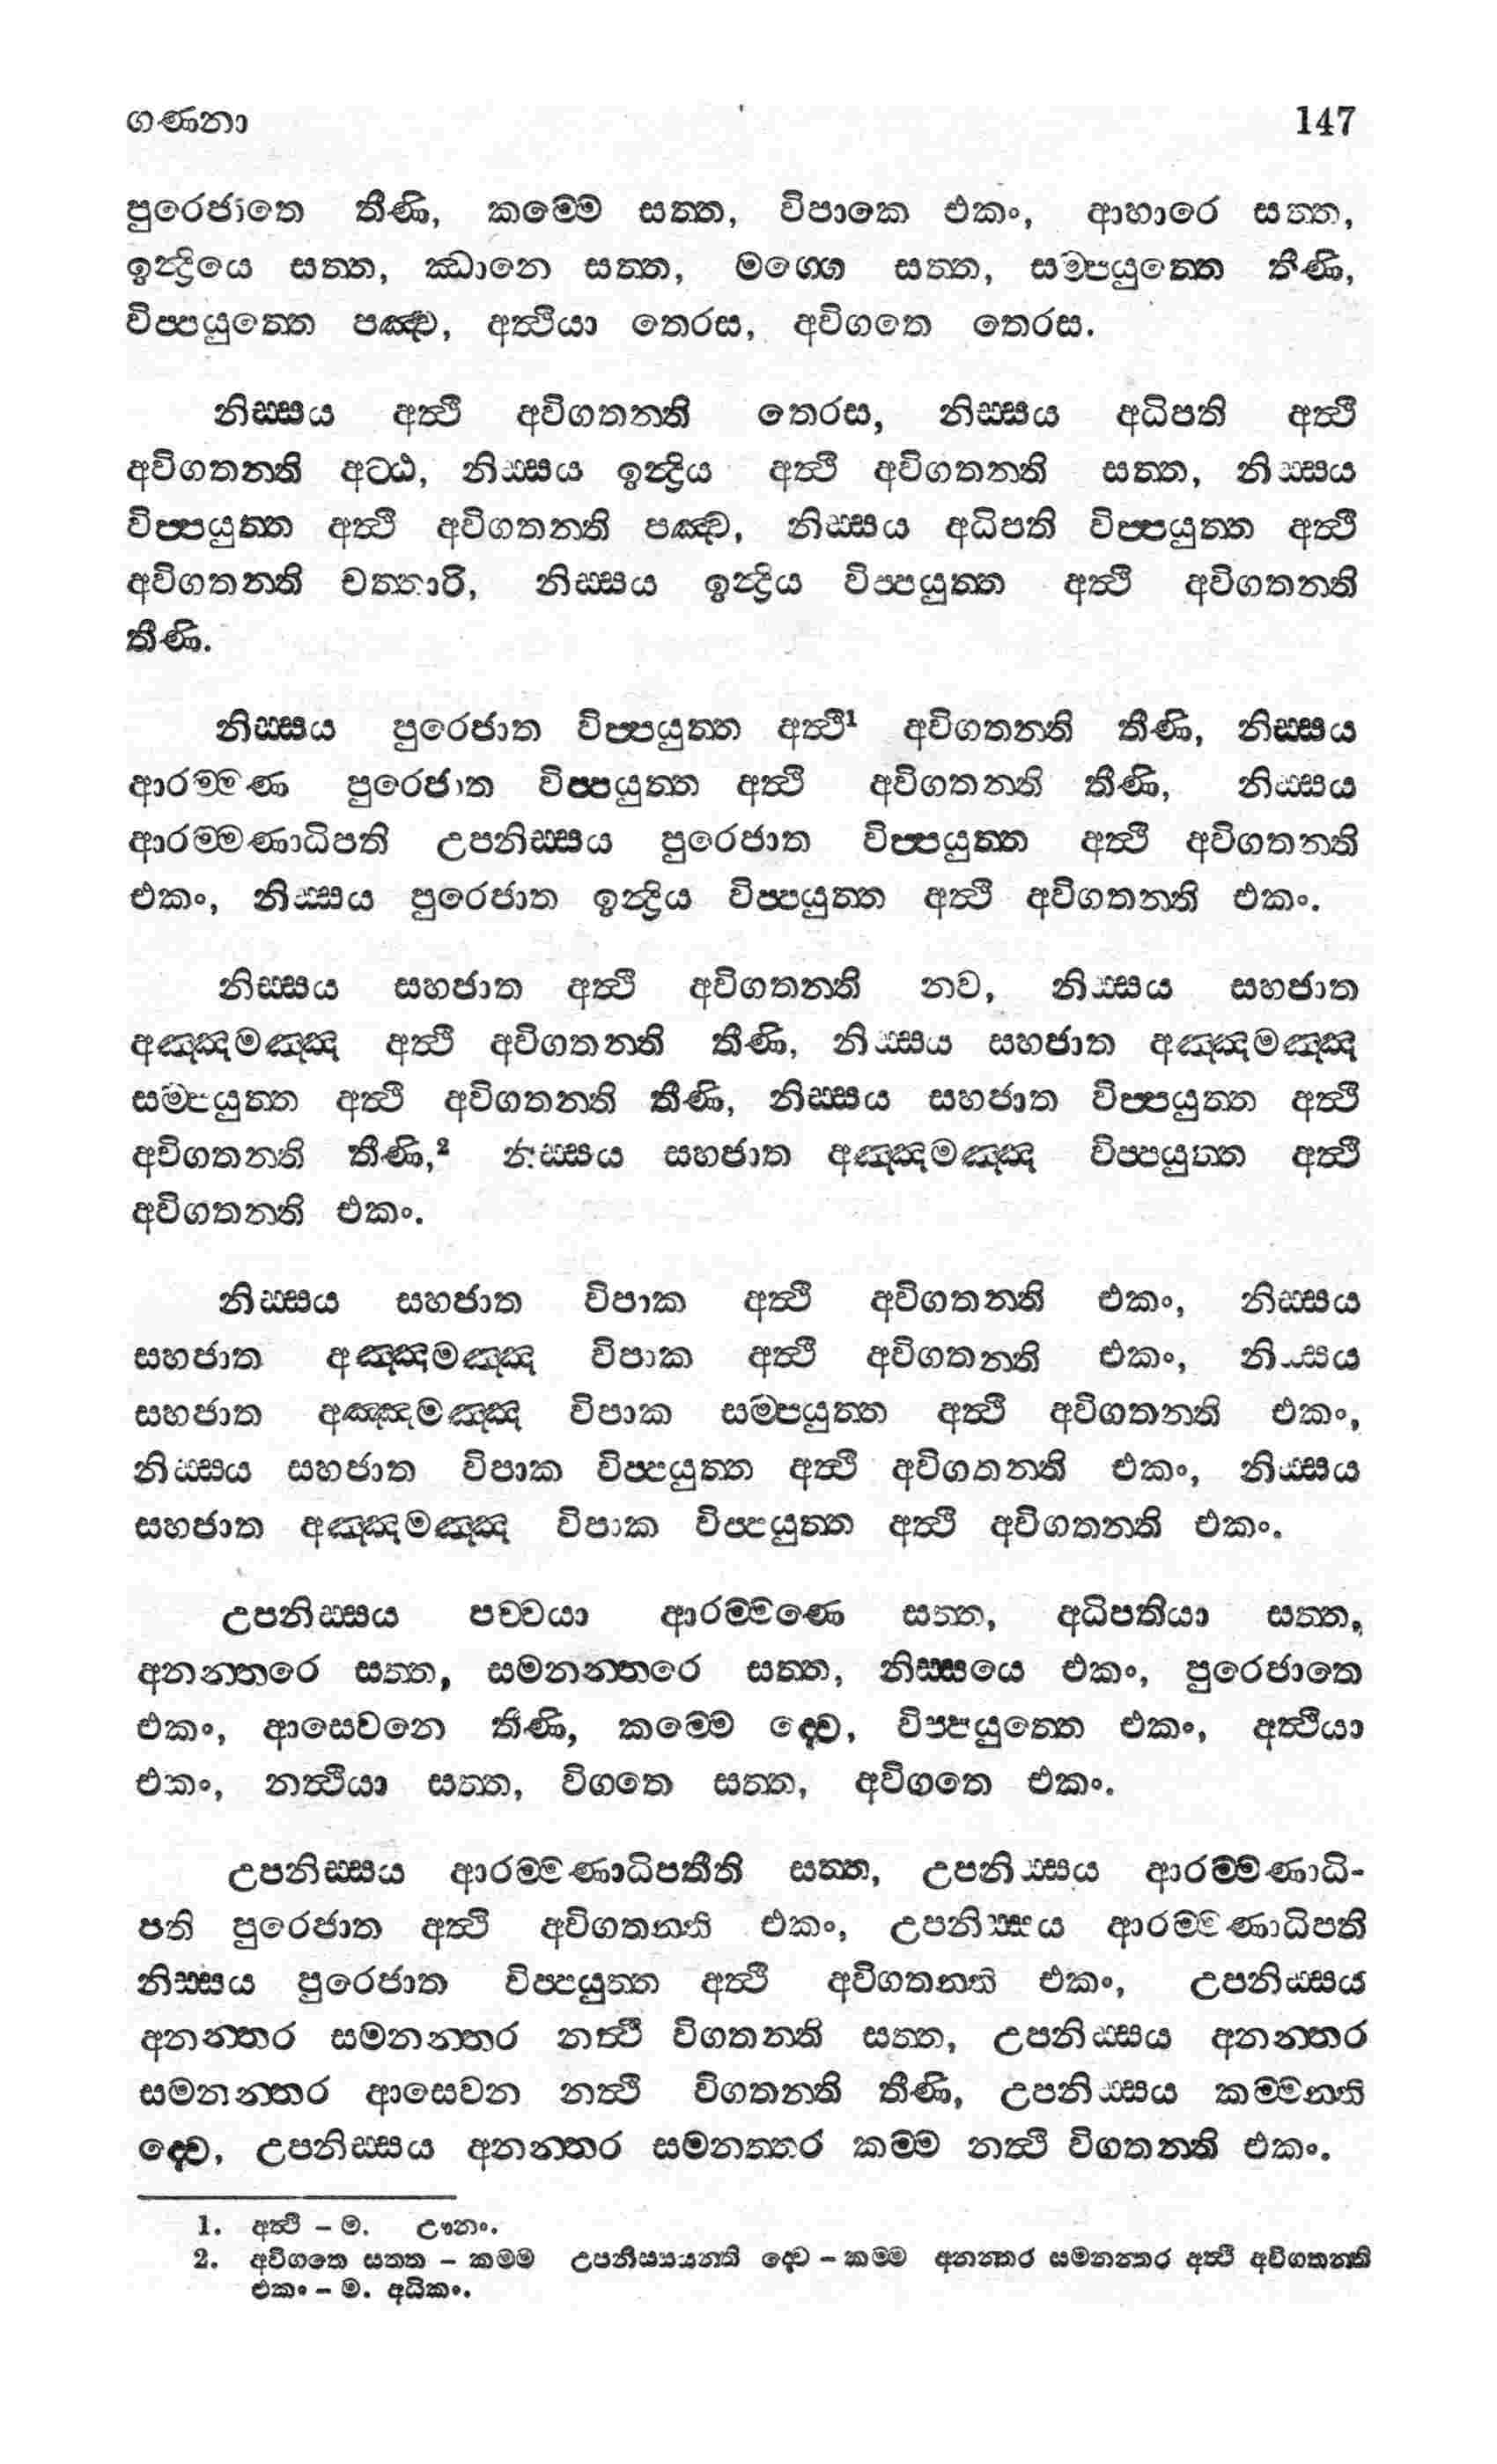 ගණනා 147
පුරෙජාතෙ තීණි, කම්මෙ සත්ත, විපාකෙ එකං, ආහාරෙ සත්ත,
ඉන්ද්‍රියෙ සත්ත, ඣානෙ සත්ත, මග්ගෙ සත්ත, සම්පයුත්තෙ තීණි,
විප්පයුත්තෙ පඤ්ච, අත්ථියා තෙරස, අවිගතෙ තෙරස.
නිස්සය අත්ථි අවිගතන්ති තෙරස, නිස්සය අධිපති අත්ථි
අවිගතන්ති අට්ඨ, නිස්සය ඉන්ද්‍රිය අත්ථි අවිගතන්ති සත්ත, නිස්සය
විප්පයුත්ත අත්ථි අවිගතන්ති පඤ්ච, නිස්සය අධිපති විප්පයුත්ත අත්ථි
අවිගතන්ති චත්තාරි, නිස්සය ඉන්ද්‍රිය විප්පයුත්ත අත්ථි අවිගතන්ති
තීණි.
නිස්සය පුරෙජාත විප්පයුත්ත අත්ථි¹ අවිගතන්ති තීණි, නිස්සය
ආරම්මණ පුරෙජාත විප්පයුත්ත අත්ථි අවිගතන්ති තීණි, නිස්සය
ආරම්මණාධිපති උපනිස්සය පුරෙජාත විප්පයුත්ත අත්ථි අවිගතන්ති
එකං, නිස්සය පුරෙජාත ඉන්ද්‍රිය විප්පයුත්ත අත්ථි අවිගතන්ති එකං.
නිස්සය සහජාත අත්ථි අවිගතන්ති නව, නිස්සය සහජාත
අඤ්ඤමඤ්ඤ අත්ථි අවිගතන්ති තීණි, නිස්සය සහජාත අඤ්ඤමඤ්ඤ
සම්පයුත්ත අත්ථි අවිගතන්ති තීණි, නිස්සය සහජාත විප්පයුත්ත අත්ථි
අවිගතන්ති තීණි,² නිස්සය සහජාත අඤ්ඤමඤ්ඤ විප්පයුත්ත අත්ථි
අවිගතන්ති එකං.
නිස්සය සහජාත විපාක අත්ථි අවිගතන්ති එකං, නිස්සය
සහජාත අඤ්ඤමඤ්ඤ විපාක අත්ථි අවිගතන්ති එකං, නිස්සය
සහජාත අඤ්ඤමඤ්ඤ විපාක සම්පයුත්ත අත්ථි අවිගතන්ති එකං,
නිස්සය සහජාත විපාක විප්පයුත්ත අත්ථි අවිගතන්ති එකං, නිස්සය
සහජාත අඤ්ඤමඤ්ඤ විපාක විප්පයුත්ත අත්ථි අවිගතන්ති එකං.
උපනිස්සය පච්චයා ආරම්මණෙ සත්ත, අධිපතියා සත්ත,
අනන්තරෙ සත්ත, සමනන්තරෙ සත්ත, නිස්සයෙ එකං, පුරෙජාතෙ
එකං, ආසෙවනෙ තීණි, කම්මෙ ද්වෙ, විප්පයුත්තෙ එකං, අත්ථියා
එකං, නත්ථියා සත්ත, විගතෙ සත්ත, අවිගතෙ එකං.
උපනිස්සය ආරම්මණාධිපතීති සත්ත, උපනිස්සය ආරම්මණාධි-
පති පුරෙජාත අත්ථි අවිගතන්ති එකං, උපනිස්සය ආරම්මණාධිපති
නිස්සය පුරෙජාත විප්පයුත්ත අත්ථි අවිගතන්ති එකං, උපනිස්සය
අනන්තර සමනන්තර නත්ථි විගතන්ති සත්ත, උපනිස්සය අනන්තර
සමනන්තර ආසෙවන නත්ථි විගතන්ති තීණි, උපනිස්සය කම්මන්ති
ද්වෙ, උපනිස්සය අනන්තර සමනත්තර කම්ම නත්ථි විගතන්ති එකං.
1. අත්ථි - ම. ඌනං.
2. අවිගතෙ සත්ත - කම්ම උපනිස්සයන්ති ද්වෙ - කම්ම අනන්තර සමනන්තර අත්ථි අවිගතන්ති
එකං - ම. අධිකං.